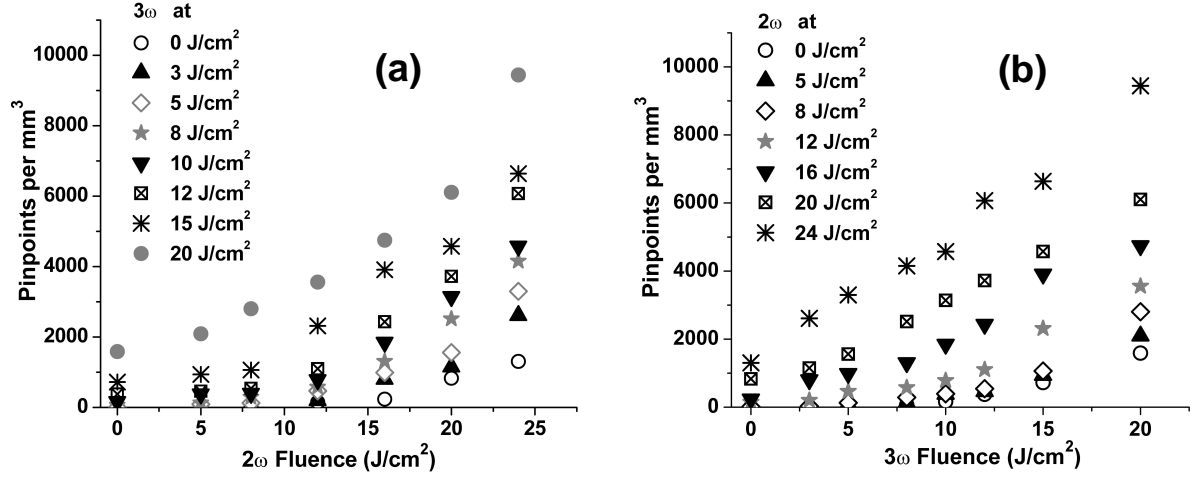 3ω at
0 J/cm²
3 J/cm²
5 J/cm²
8 J/cm²
10 J/cm²
12 J/cm²
15 J/cm²
20 J/cm²
(a)
Pinpoints per mm³
10000
8000
6000
4000
2000
0
0 5 10 15 20 25
2ω Fluence (J/cm²)
2ω at
0 J/cm²
5 J/cm²
8 J/cm²
12 J/cm²
16 J/cm²
20 J/cm²
24 J/cm²
(b)
Pinpoints per mm³
10000
8000
6000
4000
2000
0
0 5 10 15 20
3ω Fluence (J/cm²)